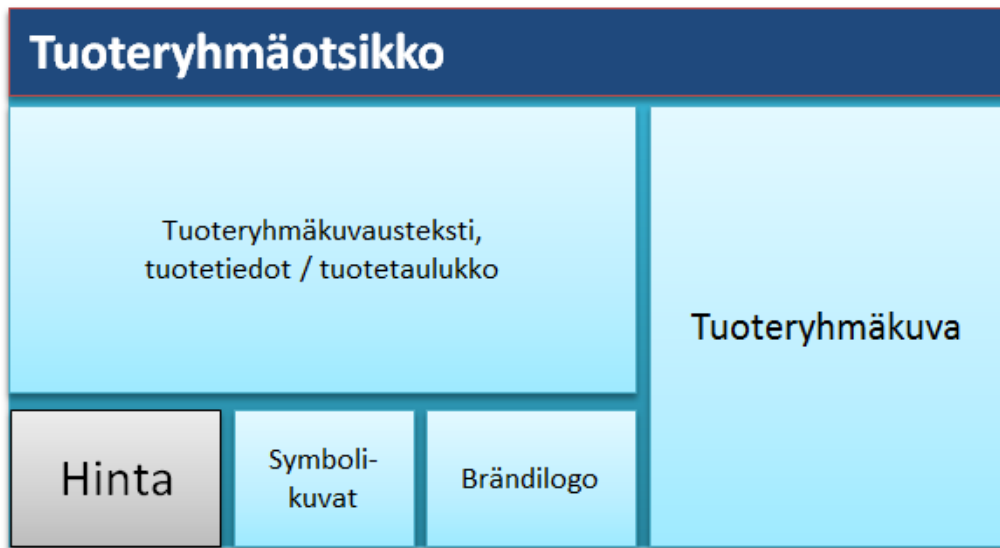 Tuoteryhmäotsikko
Tuoteryhmäkuvausteksti,
tuotetiedot / tuotetaulukko
Tuoteryhmäkuva
Hinta
Symboli-
kuvat
Brändilogo